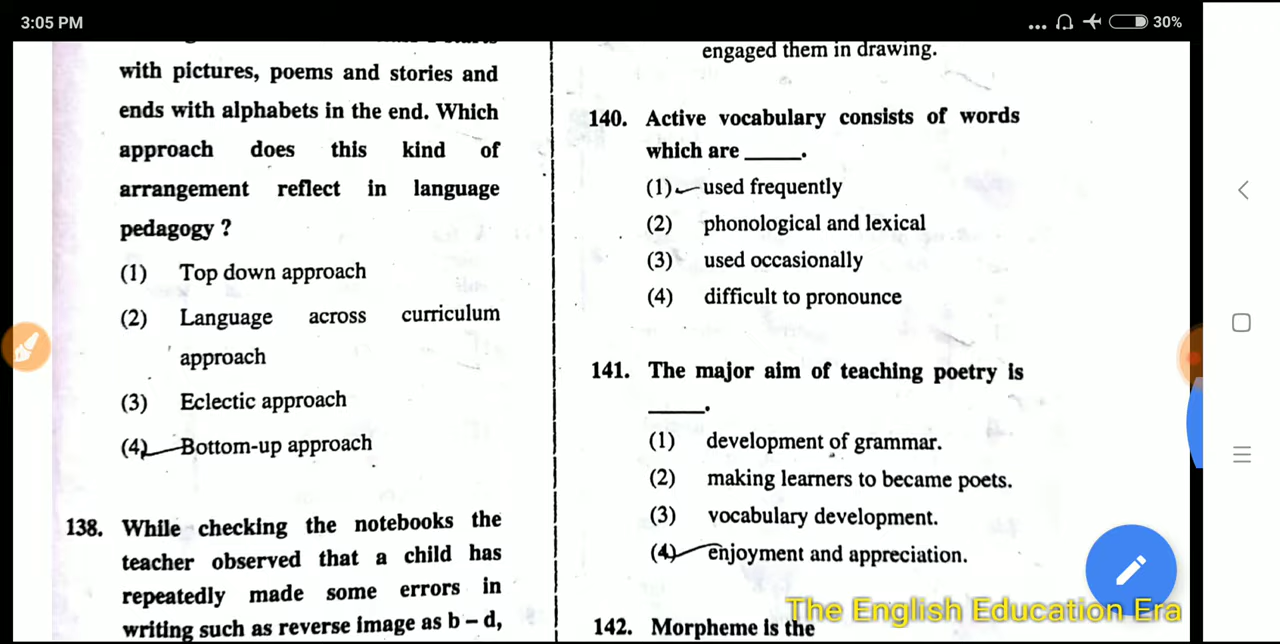 3:05 PM
30%
with pictures, poems and stories and
ends with alphabets in the end. Which
approach does this kind of
arrangement reflect in language
pedagogy ?
(1) Top down approach
(2) Language across curriculum
approach
(3) Eclectic approach
(4) Bottom-up approach
138. While checking the notebooks the
teacher observed that a child has
repeatedly made some errors in
writing such as reverse image as b – d,
engaged them in drawing.
140. Active vocabulary consists of words
which are _____.
(1) used frequently
(2) phonological and lexical
(3) used occasionally
(4) difficult to pronounce
141. The major aim of teaching poetry is
_____.
(1) development of grammar.
(2) making learners to became poets.
(3) vocabulary development.
(4) enjoyment and appreciation.
142. Morpheme is the
The English Education Era